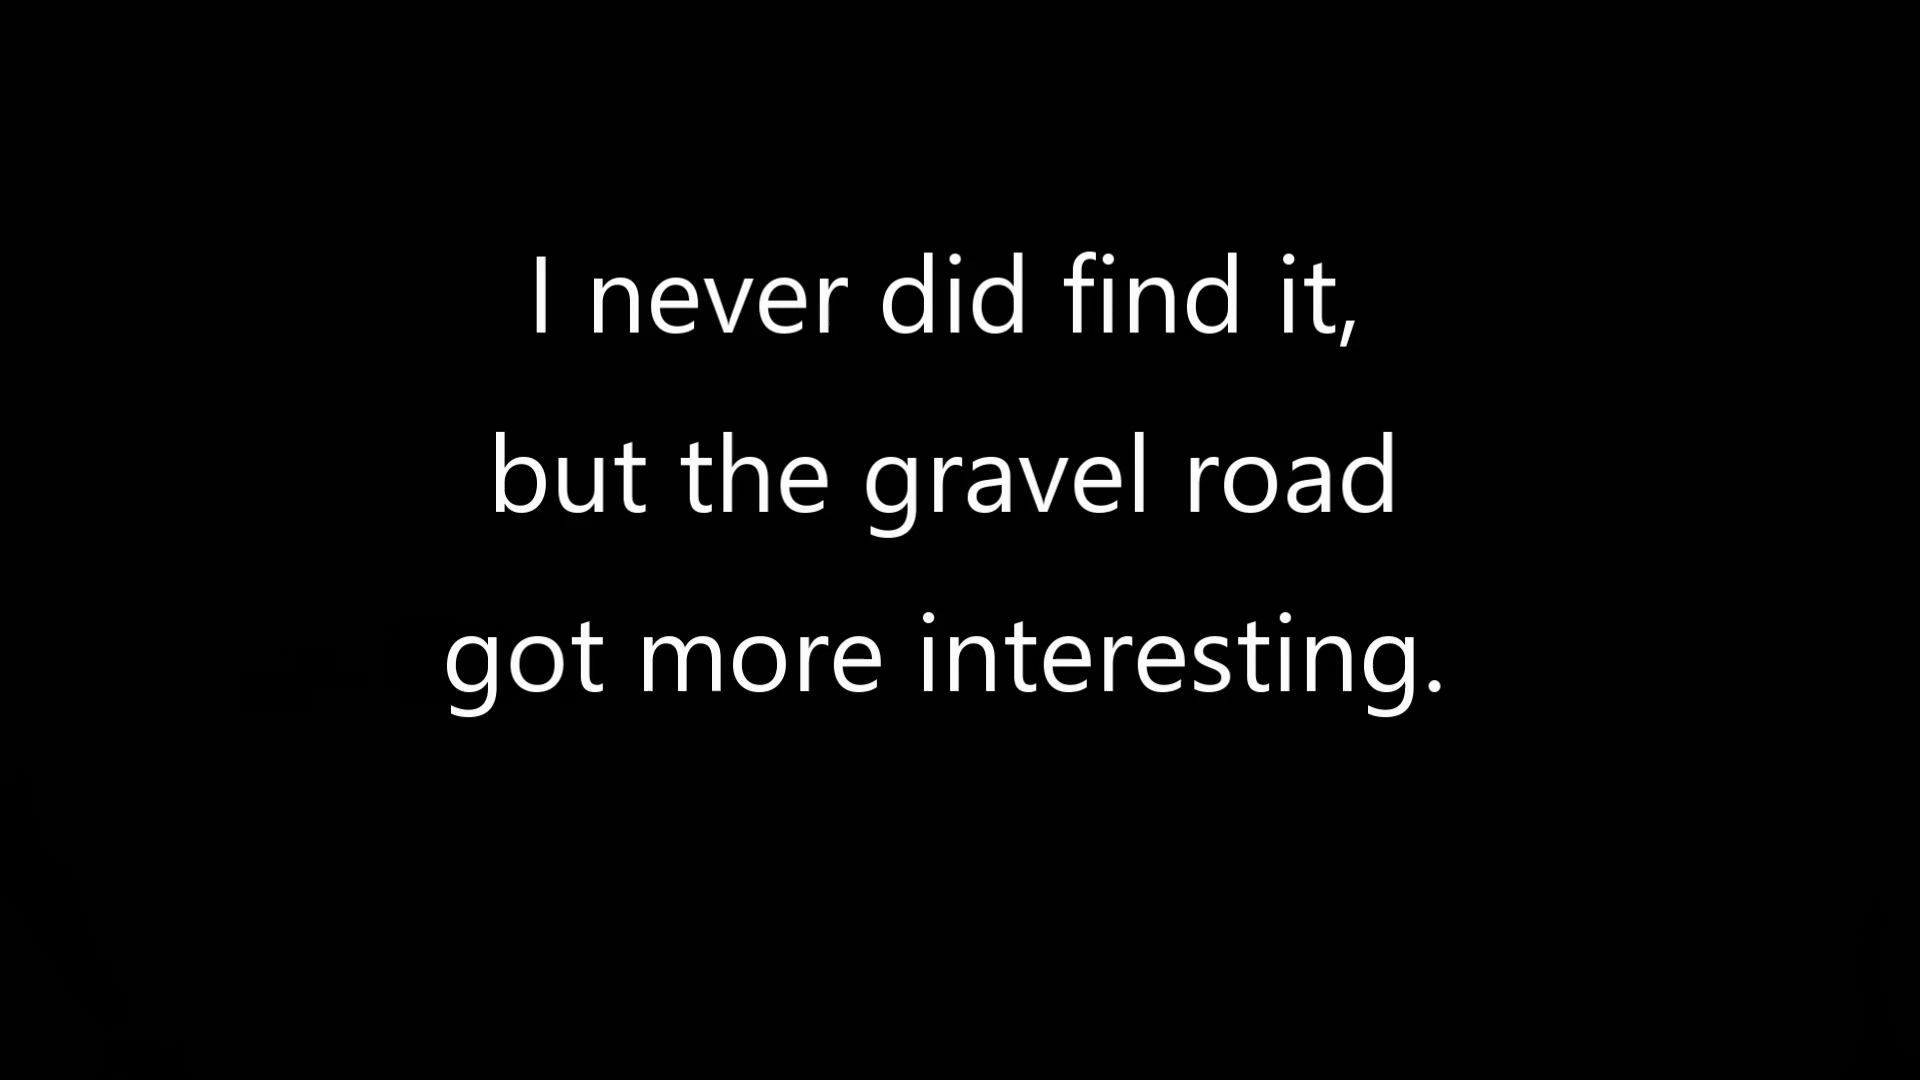 I never did find it,
but the gravel road
got more interesting.